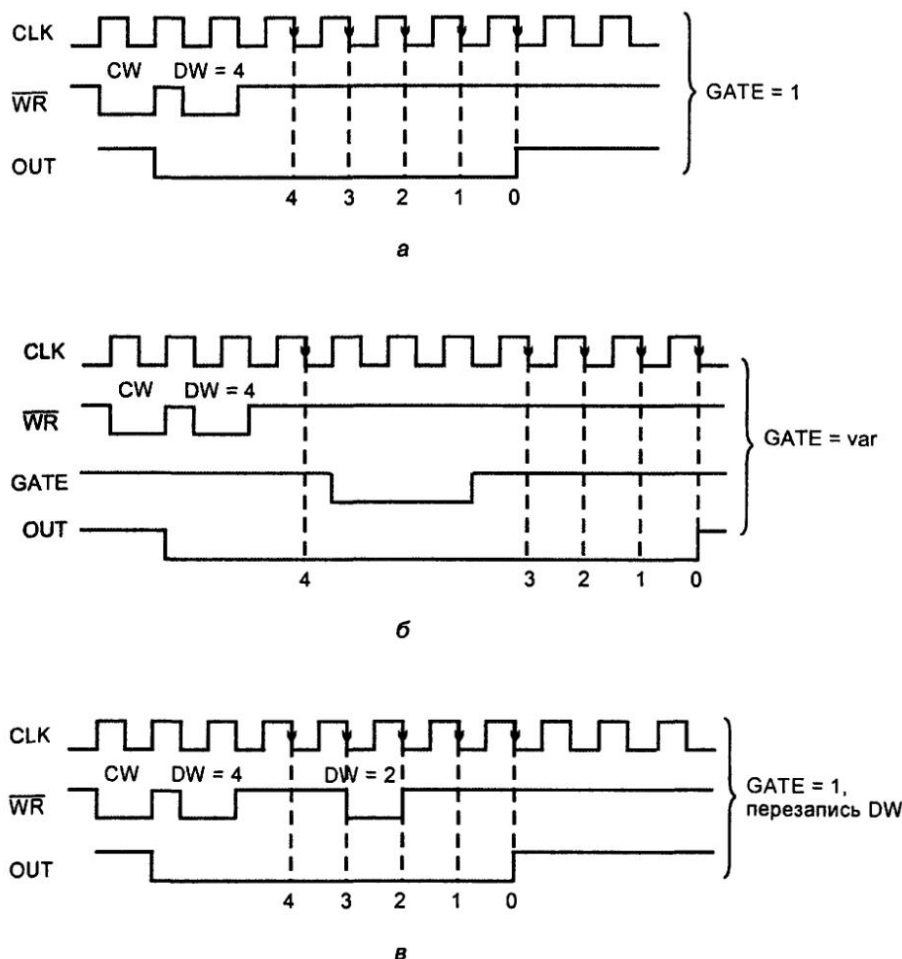 CLK
CW DW = 4
WR
GATE = 1
OUT
4 3 2 1 0
а
CLK
CW DW = 4
WR
GATE = var
GATE
OUT
4 3 2 1 0
б
CLK
CW DW = 4 DW = 2
WR
GATE = 1,
перезапись DW
OUT
4 3 2 1 0
в